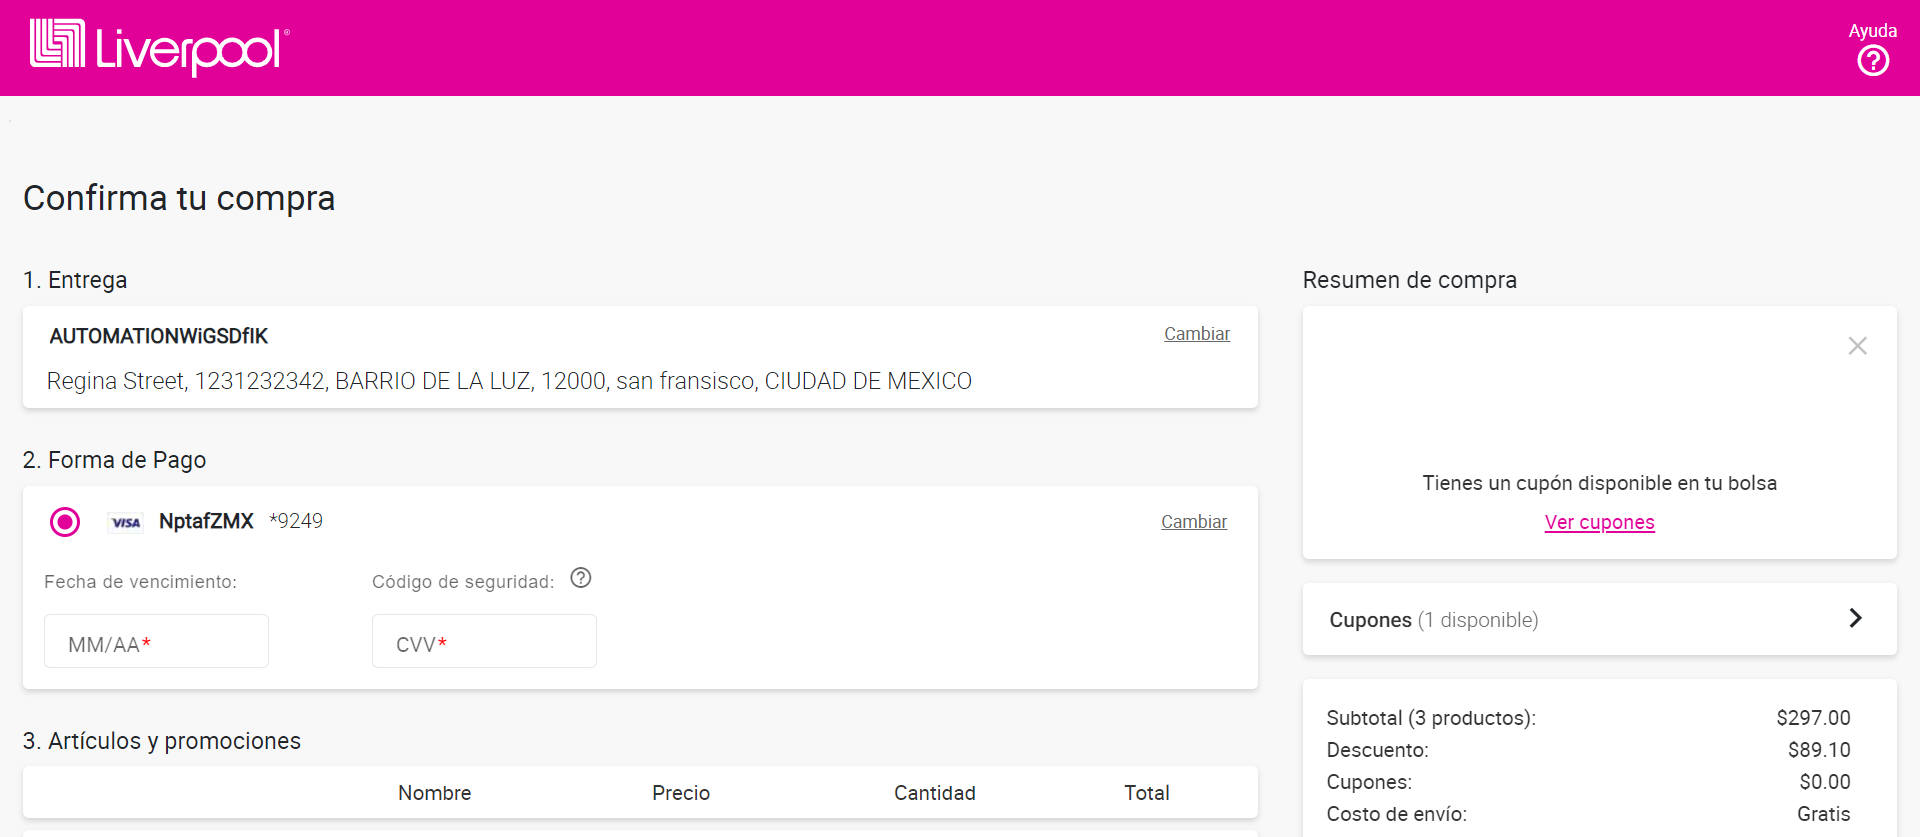 Liverpool®
Ayuda
Confirma tu compra
1. Entrega
AUTOMATIONWiGSDfIK
Cambiar
Regina Street, 1231232342, BARRIO DE LA LUZ, 12000, san fransisco, CIUDAD DE MEXICO
2. Forma de Pago
VISA NptafZMX *9249
Cambiar
Fecha de vencimiento:
Código de seguridad:
MM/AA*
CVV*
3. Artículos y promociones
Nombre Precio Cantidad Total
Resumen de compra
Tienes un cupón disponible en tu bolsa
Ver cupones
Cupones (1 disponible)
Subtotal (3 productos): $297.00
Descuento: $89.10
Cupones: $0.00
Costo de envío: Gratis